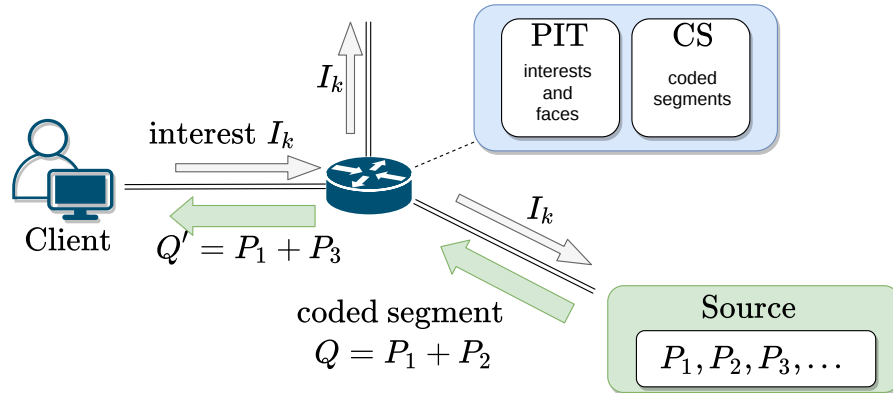 PIT
interests
and
faces
CS
coded
segments
I_k
interest I_k
Client
Q′ = P_1 + P_3
I_k
coded segment
Q = P_1 + P_2
Source
P_1, P_2, P_3, ...